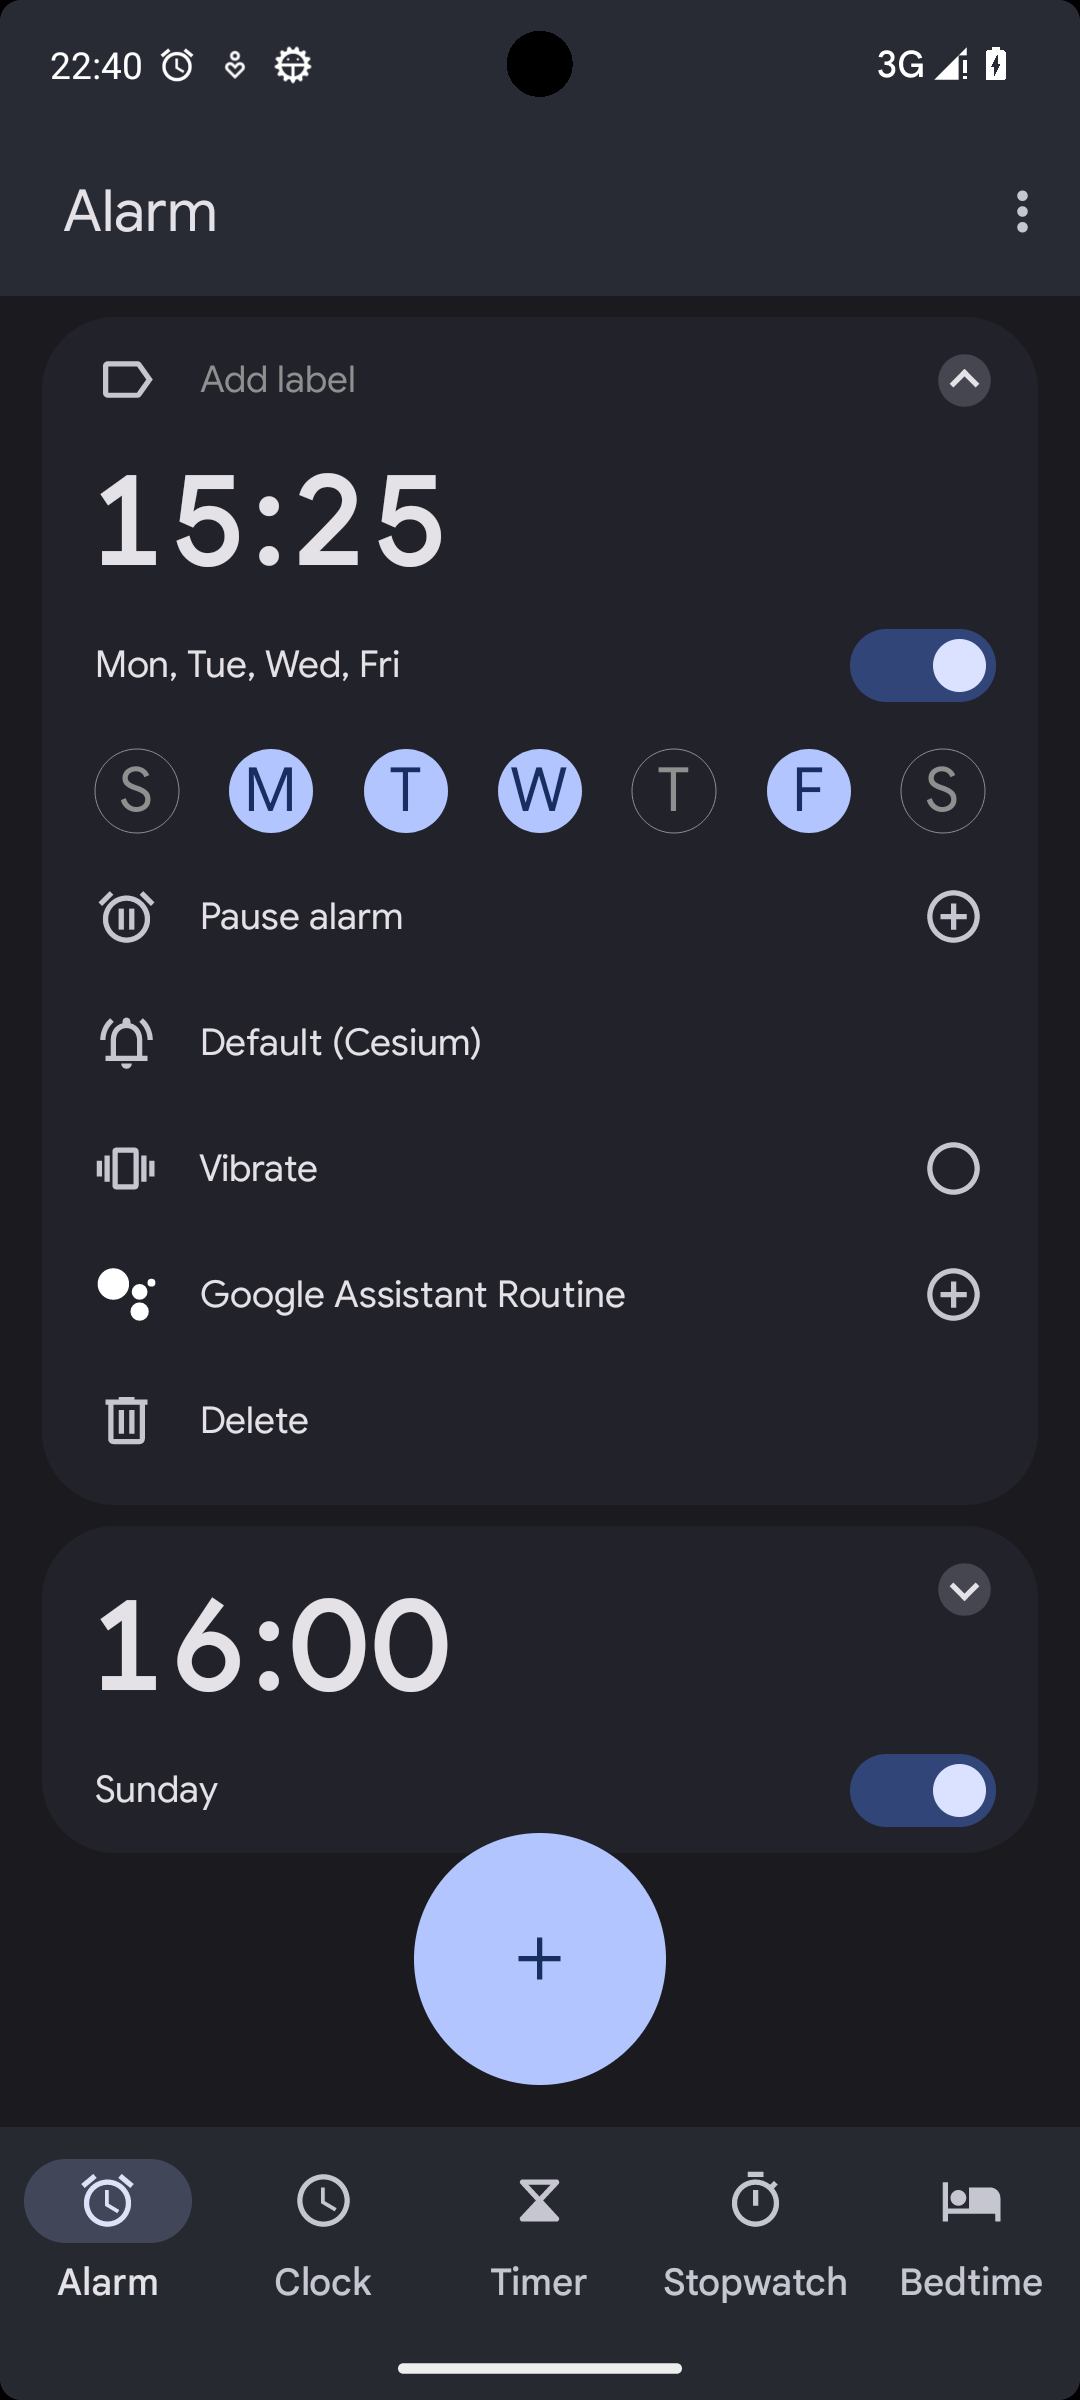 22:40 3G
Alarm
Add label
15:25
Mon, Tue, Wed, Fri
S M T W T F S
Pause alarm
Default (Cesium)
Vibrate
Google Assistant Routine
Delete
16:00
Sunday
Alarm Clock Timer Stopwatch Bedtime